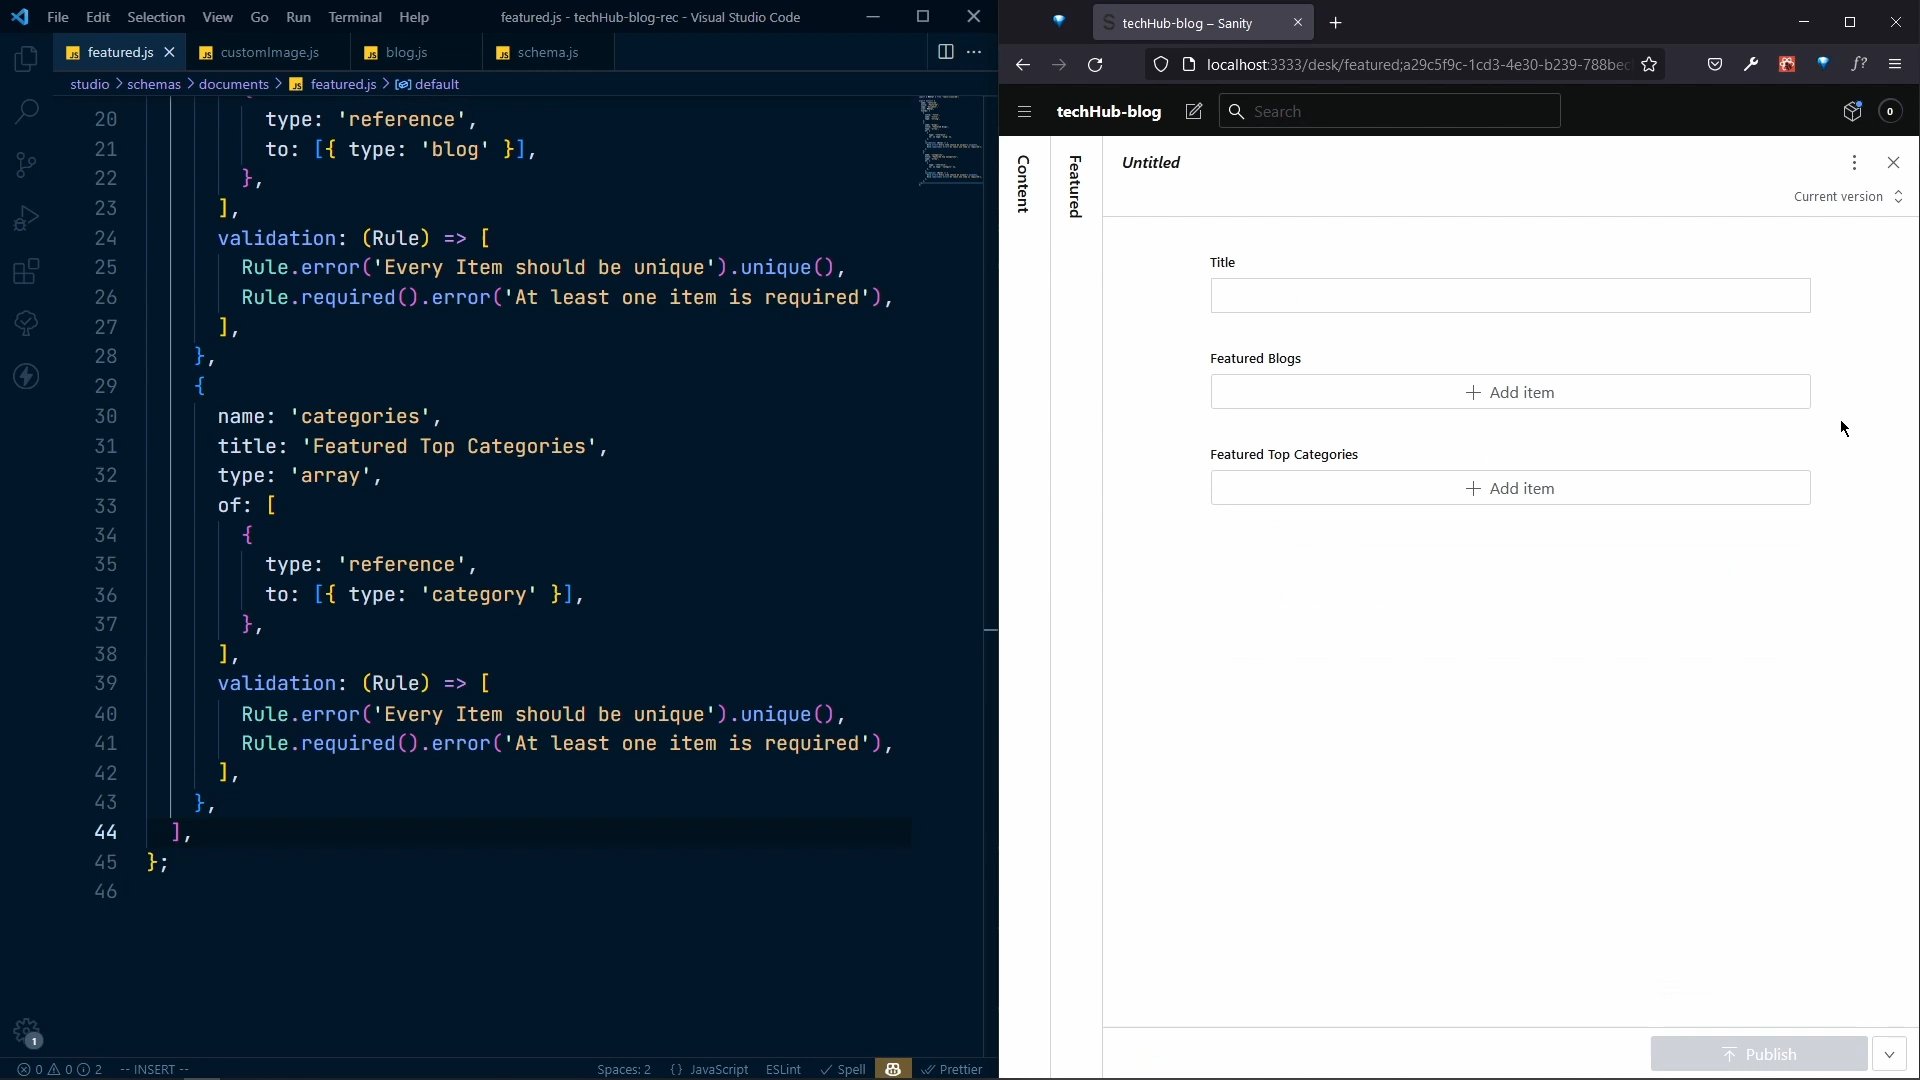 File Edit Selection View Go Run Terminal Help
featured.js - techHub-blog-rec - Visual Studio Code
featured.js
customImage.js
blog.js
schema.js
studio > schemas > documents > featured.js > default
20 type: 'reference',
21 to: [{ type: 'blog' }],
22 },
23 ],
24 validation: (Rule) => [
25 Rule.error('Every Item should be unique').unique(),
26 Rule.required().error('At least one item is required'),
27 ],
28 },
29 {
30 name: 'categories',
31 title: 'Featured Top Categories',
32 type: 'array',
33 of: [
34 {
35 type: 'reference',
36 to: [{ type: 'category' }],
37 },
38 ],
39 validation: (Rule) => [
40 Rule.error('Every Item should be unique').unique(),
41 Rule.required().error('At least one item is required'),
42 ],
43 },
44 ],
45 };
46
1
0 0 2 -- INSERT --
Spaces: 2 {} JavaScript ESLint Spell Prettier
techHub-blog – Sanity
localhost:3333/desk/featured;a29c5f9c-1cd3-4e30-b239-788bec
f?
techHub-blog
Search
0
Content
Featured
Untitled
Current version
Title
Featured Blogs
Add item
Featured Top Categories
Add item
Publish